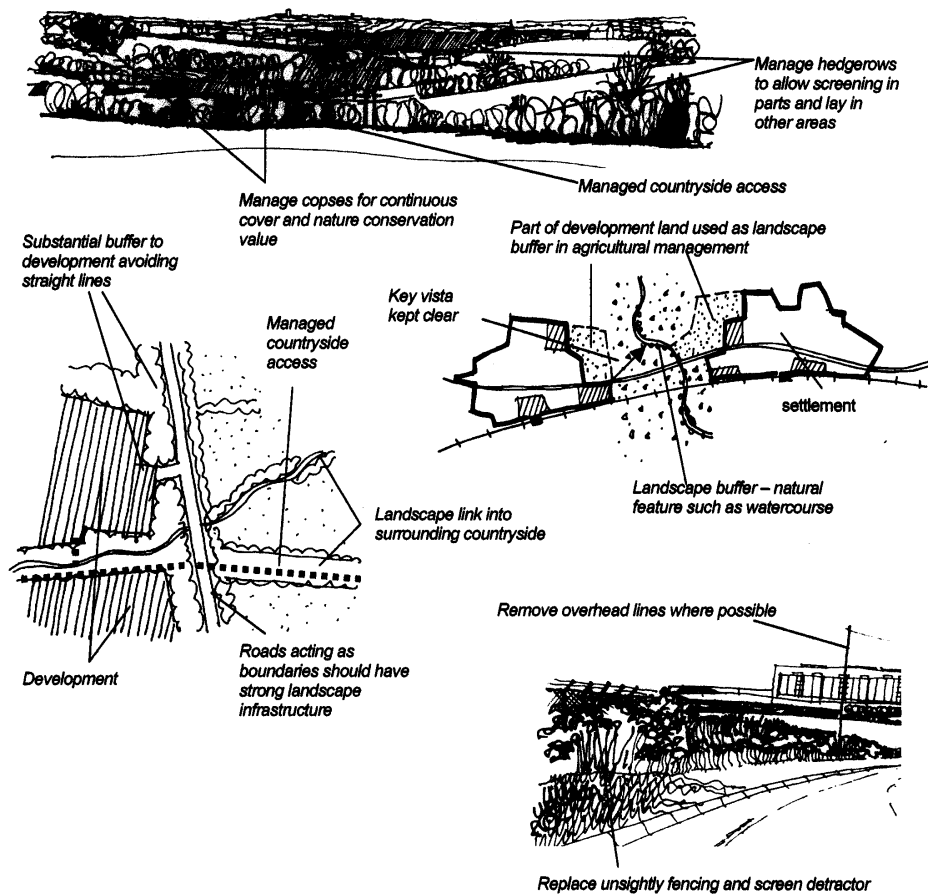 Manage hedgerows
to allow screening in
parts and lay in
other areas
Manage copses for continuous
cover and nature conservation
value
Managed countryside access
Substantial buffer to
development avoiding
straight lines
Part of development land used as landscape
buffer in agricultural management
Key vista
kept clear
Managed
countryside
access
settlement
Landscape buffer – natural
feature such as watercourse
Landscape link into
surrounding countryside
Development
Roads acting as
boundaries should have
strong landscape
infrastructure
Remove overhead lines where possible
Replace unsightly fencing and screen detractor